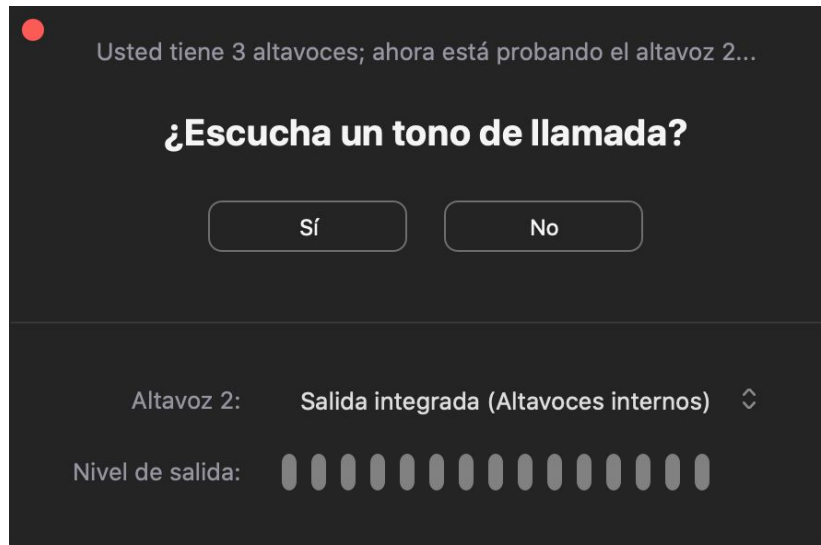 Usted tiene 3 altavoces; ahora está probando el altavoz 2...
¿Escucha un tono de llamada?
Sí No
Altavoz 2: Salida integrada (Altavoces internos)
Nivel de salida: